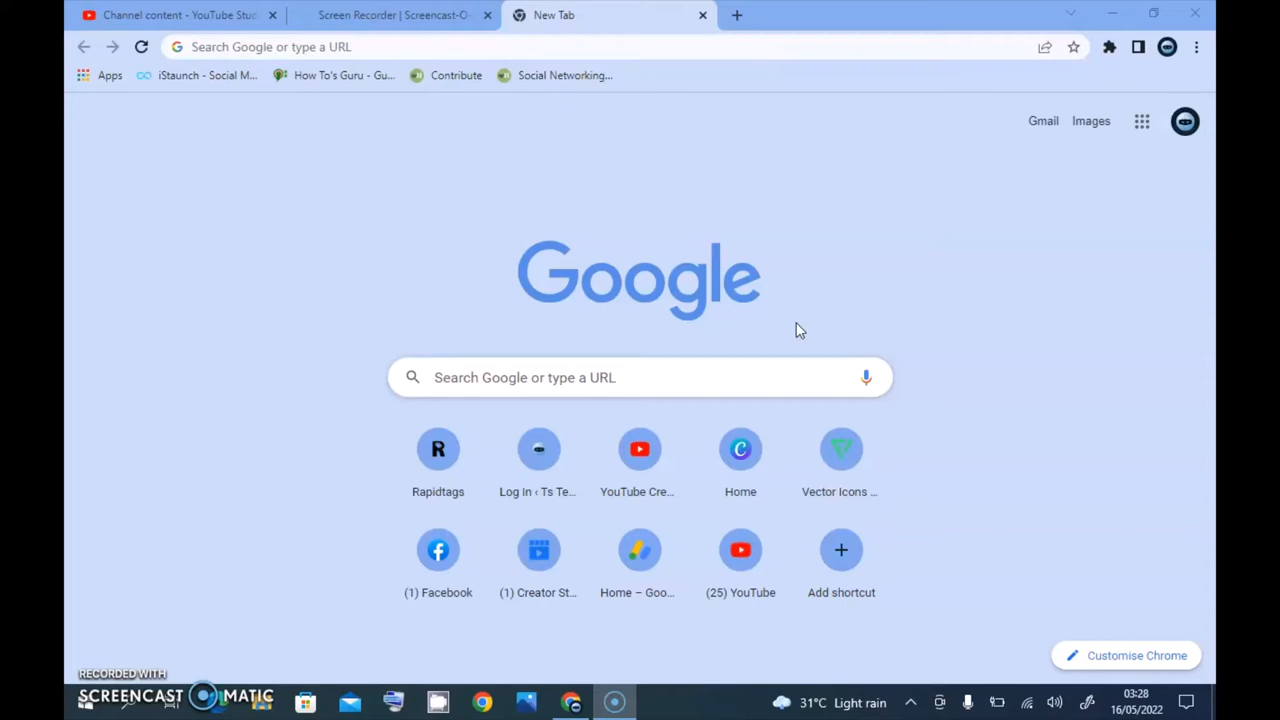 Channel content - YouTube Stud
Screen Recorder | Screencast-O-
New Tab
Search Google or type a URL
Apps
iStaunch - Social M...
How To's Guru - Gu...
Contribute
Social Networking...
Gmail
Images
Google
Search Google or type a URL
Rapidtags
Log In ‹ Ts Te...
YouTube Cre...
Home
Vector Icons ...
(1) Facebook
(1) Creator St...
Home – Goo...
(25) YouTube
Add shortcut
Customise Chrome
RECORDED WITH
SCREENCAST MATIC
31°C Light rain
03:28
16/05/2022